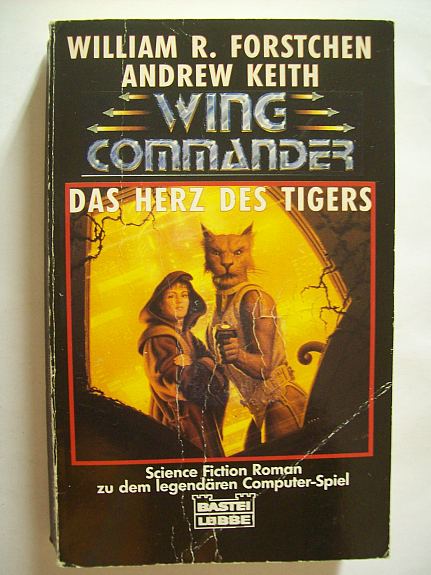 WILLIAM R. FORSTCHEN
ANDREW KEITH
WING
COMMANDER
DAS HERZ DES TIGERS
Science Fiction Roman
zu dem legendären Computer-Spiel
BASTEI
LÜBBE